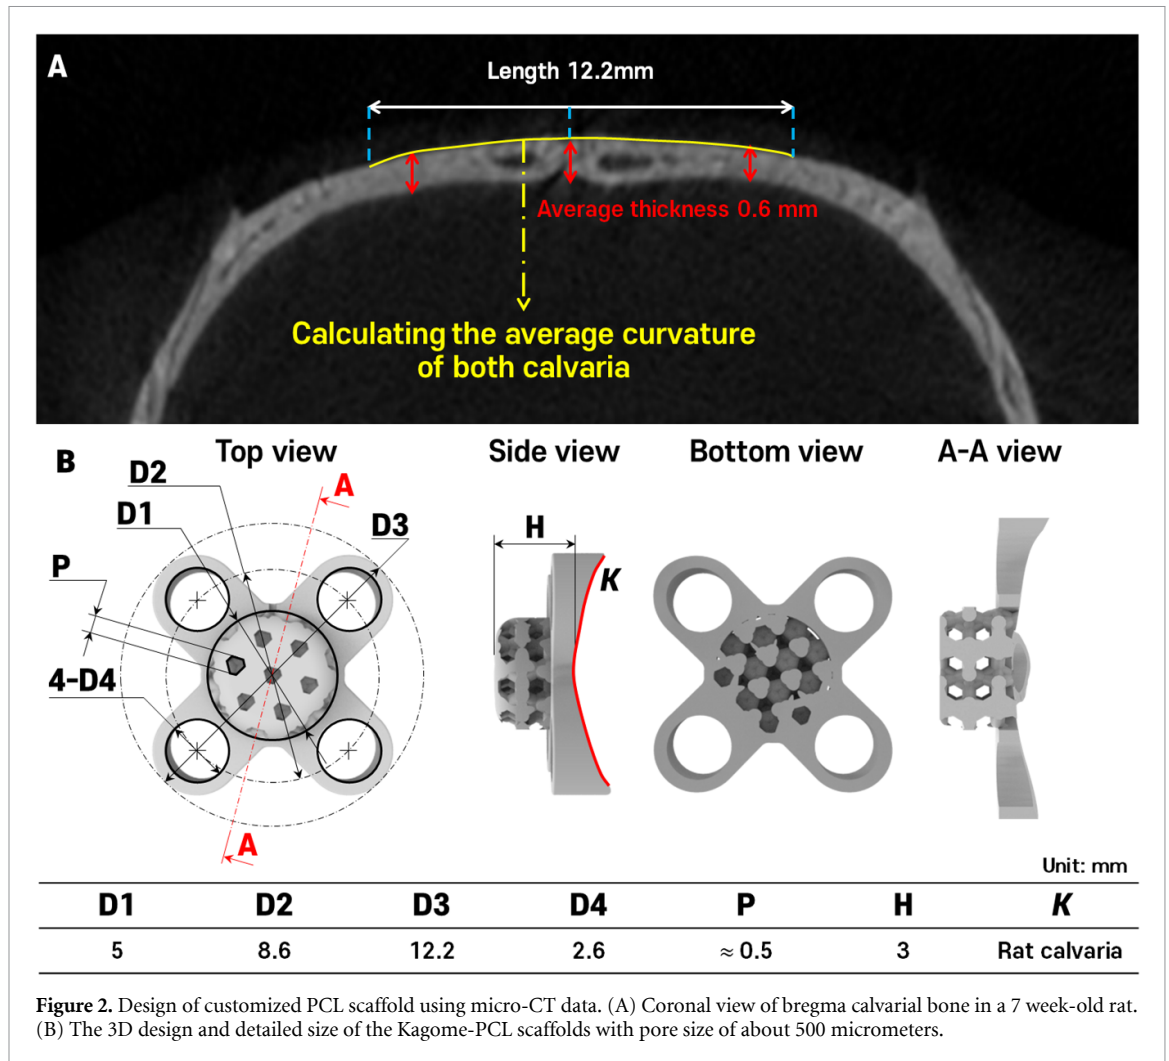 A
Length 12.2mm
Average thickness 0.6 mm
Calculating the average curvature
of both calvaria
B
Top view
Side view
Bottom view
A-A view
D2
A
D1
D3
H
P
K
4-D4
A
Unit: mm
D1 D2 D3 D4 P H K
5 8.6 12.2 2.6 ≈ 0.5 3 Rat calvaria
Figure 2. Design of customized PCL scaffold using micro-CT data. (A) Coronal view of bregma calvarial bone in a 7 week-old rat.
(B) The 3D design and detailed size of the Kagome-PCL scaffolds with pore size of about 500 micrometers.